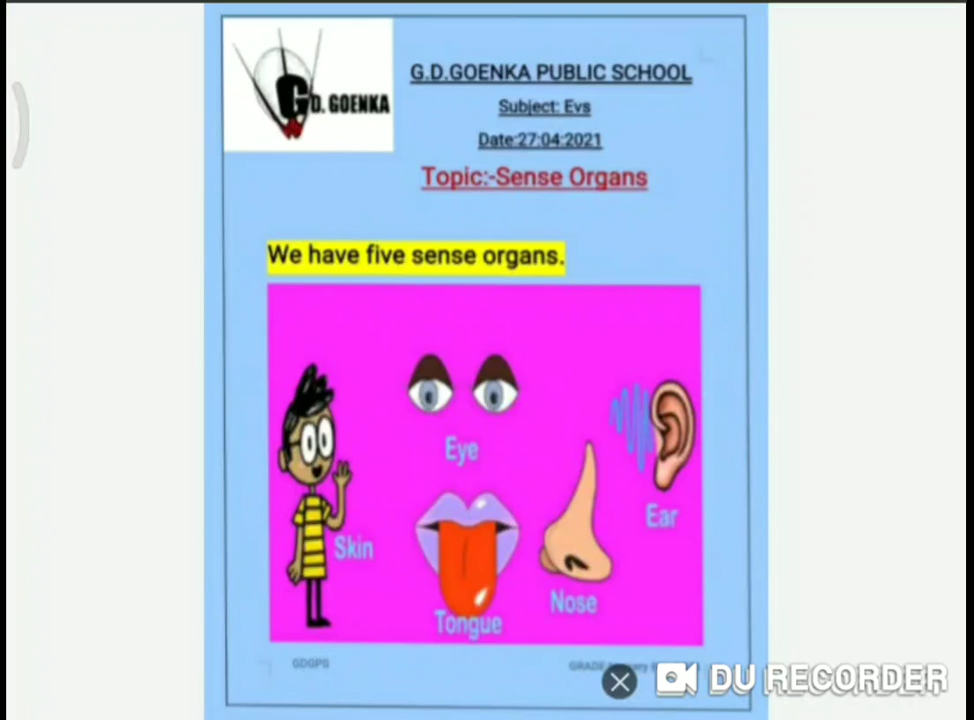 G
D. GOENKA
G.D.GOENKA PUBLIC SCHOOL
Subject: Evs
Date:27:04:2021
Topic:-Sense Organs
We have five sense organs.
Eye
Ear
Skin
Nose
Tongue
GDGPS
GRADE
DU RECORDER